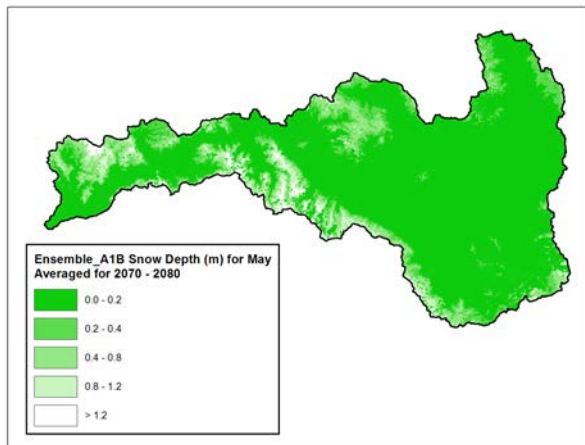 Ensemble_A1B Snow Depth (m) for May
Averaged for 2070 - 2080
0.0 - 0.2
0.2 - 0.4
0.4 - 0.8
0.8 - 1.2
> 1.2